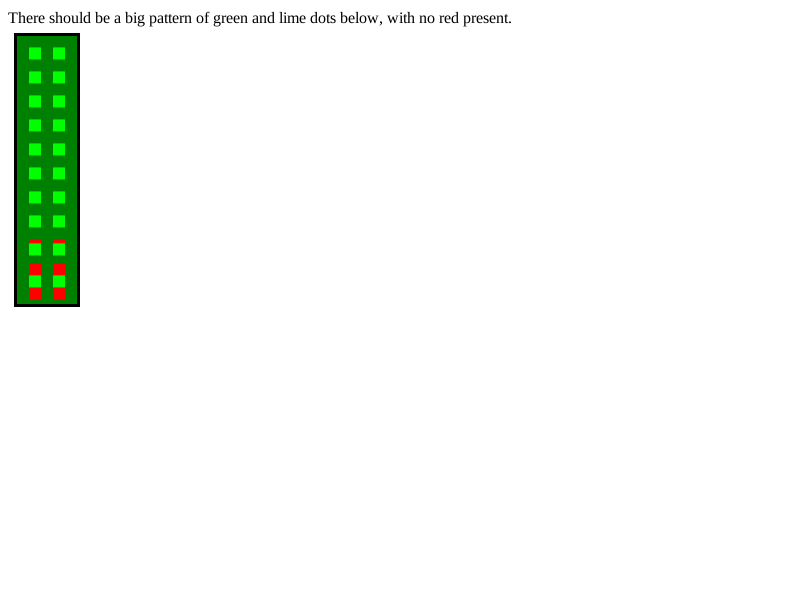 There should be a big pattern of green and lime dots below, with no red present.